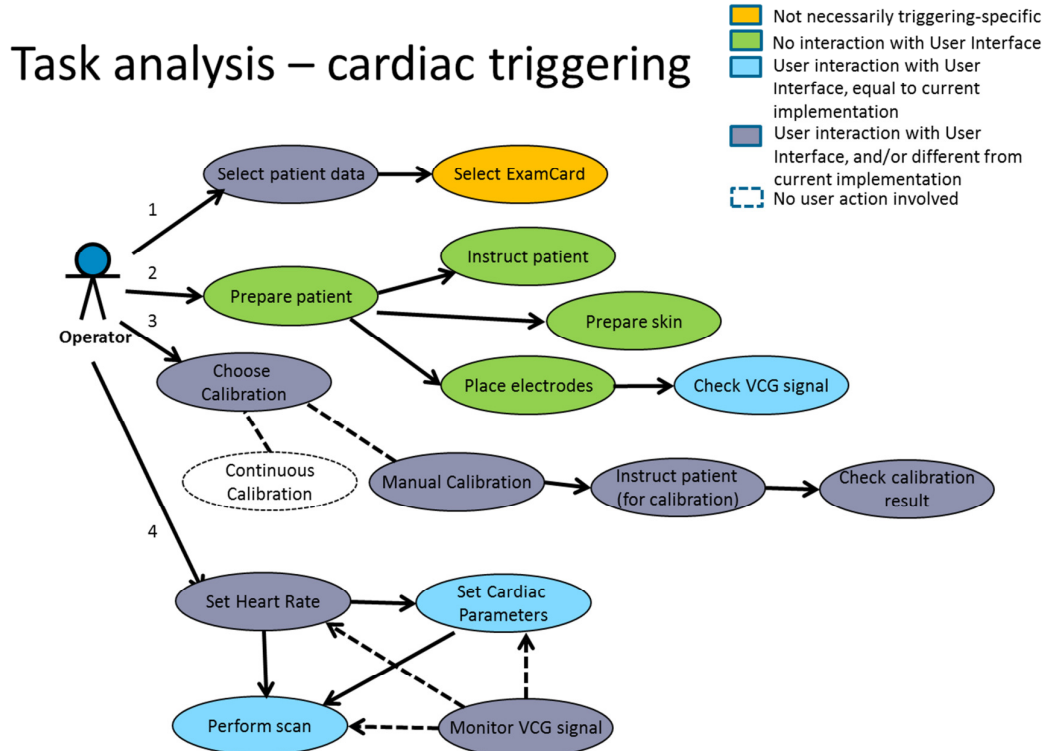 Task analysis – cardiac triggering
Not necessarily triggering-specific
No interaction with User Interface
User interaction with User
Interface, equal to current
implementation
User interaction with User
Interface, and/or different from
current implementation
No user action involved
Select patient data
Select ExamCard
1
Instruct patient
2
Prepare patient
Prepare skin
3
Operator
Choose
Calibration
Place electrodes
Check VCG signal
Continuous
Calibration
Manual Calibration
Instruct patient
(for calibration)
Check calibration
result
4
Set Heart Rate
Set Cardiac
Parameters
Perform scan
Monitor VCG signal